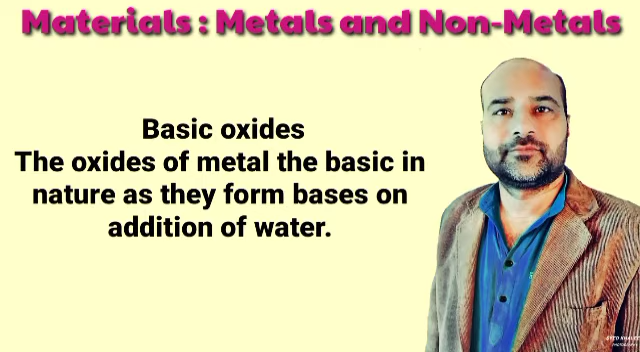 Materials : Metals and Non-Metals
Basic oxides
The oxides of metal the basic in
nature as they form bases on
addition of water.